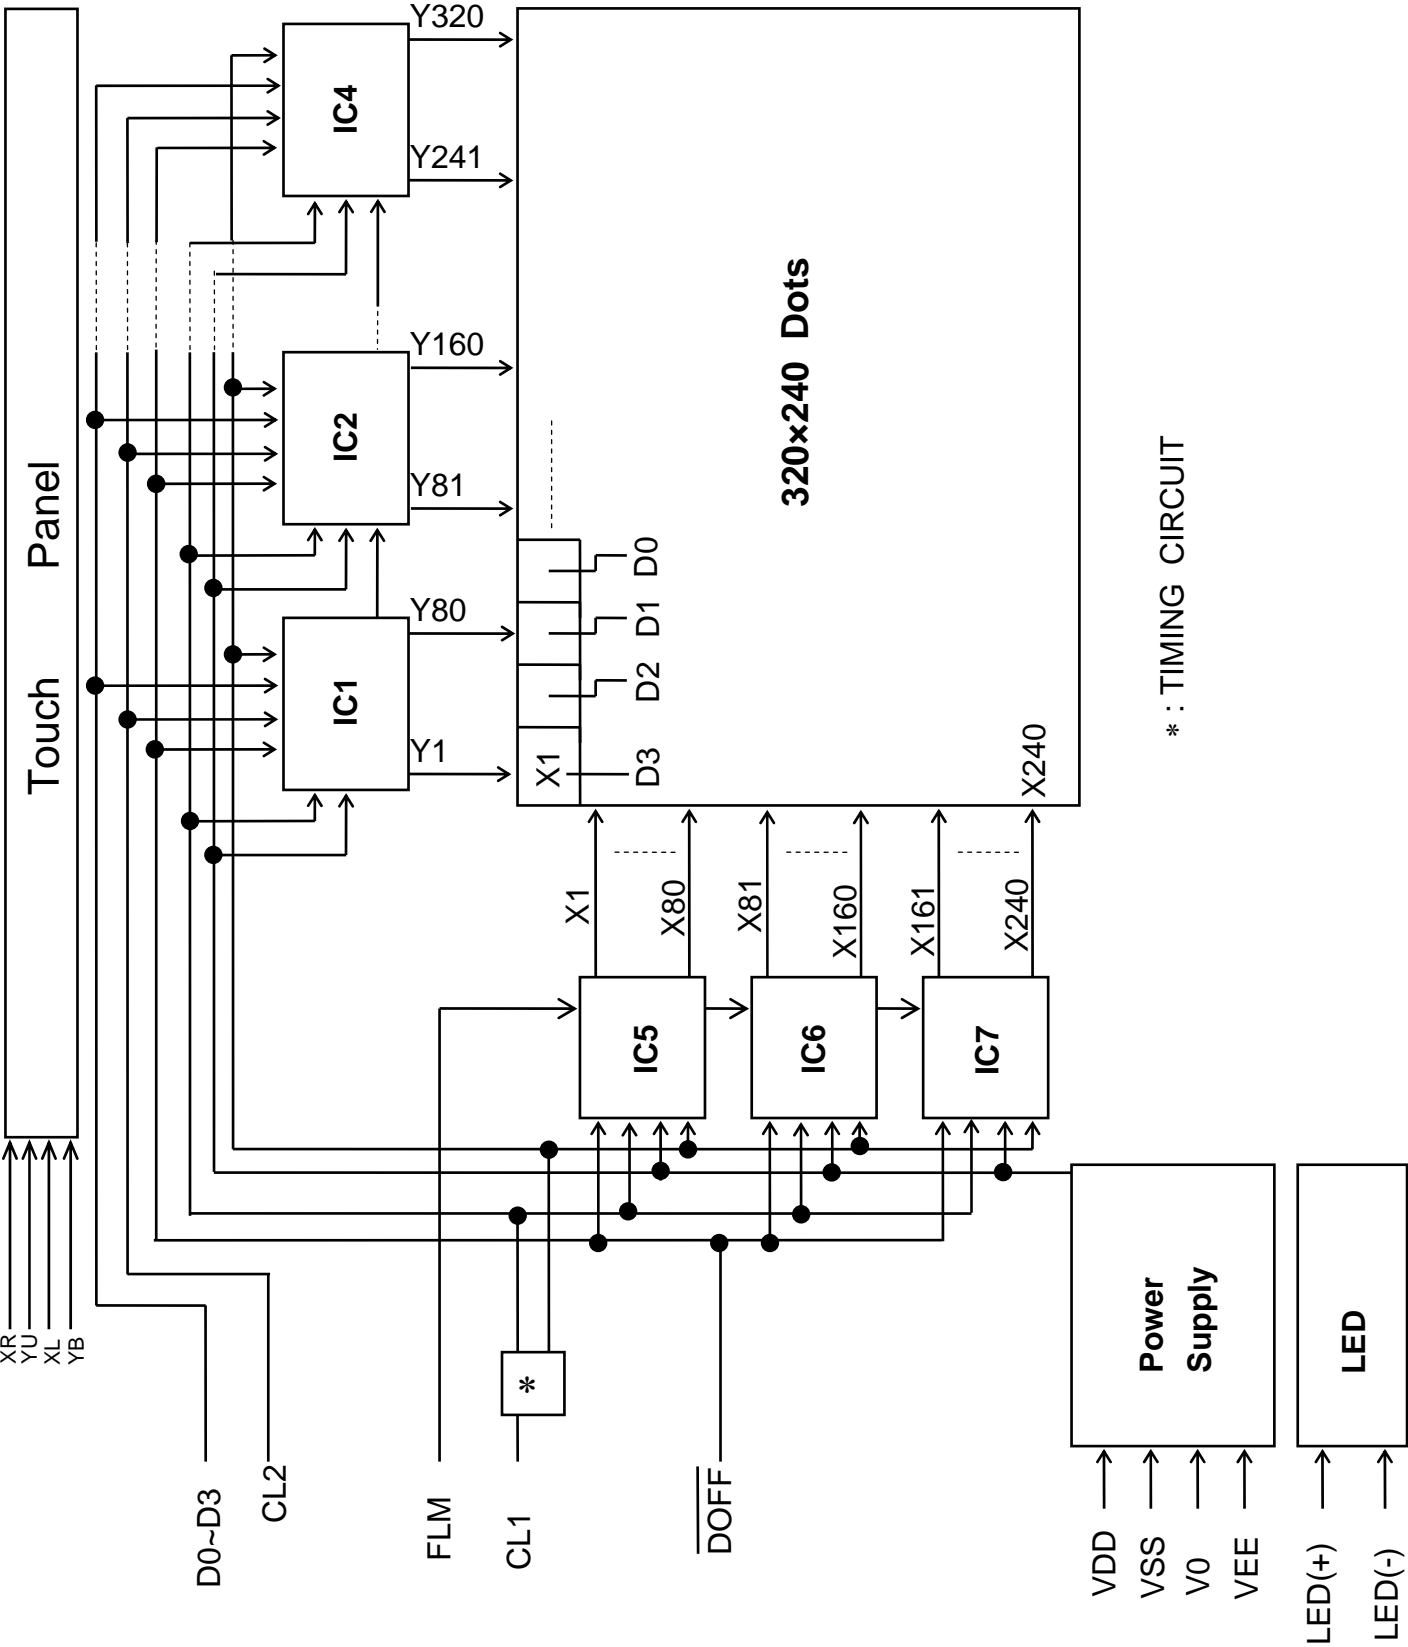 Touch Panel
XR
YU
XL
YB
D0~D3
CL2
FLM
CL1
DOFF
*
IC1
IC2
IC4
Y1
Y80
Y81
Y160
Y241
Y320
X1
D3
D2
D1
D0
320×240 Dots
X240
IC5
IC6
IC7
X1
X80
X81
X160
X161
X240
* : TIMING CIRCUIT
Power
Supply
VDD
VSS
V0
VEE
LED
LED(+)
LED(-)